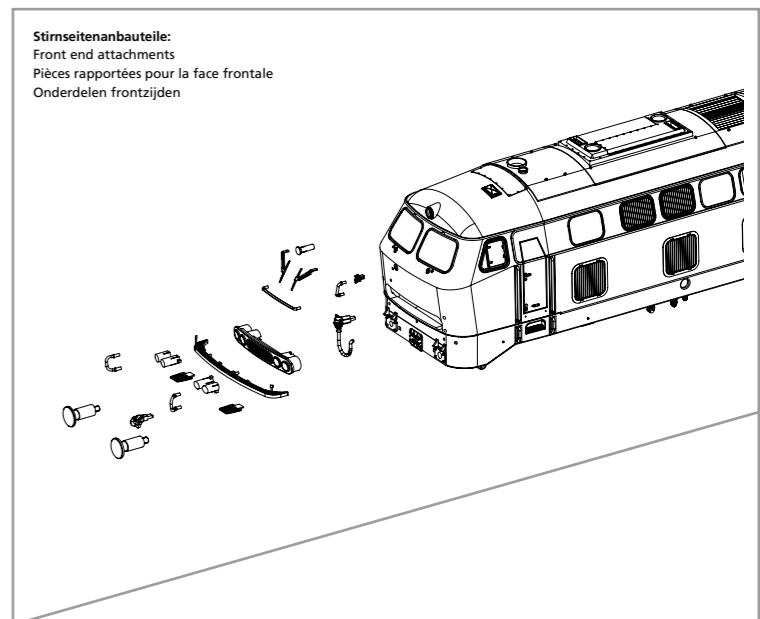 Stirnseitenanbauteile:
Front end attachments
Pièces rapportées pour la face frontale
Onderdelen frontzijden